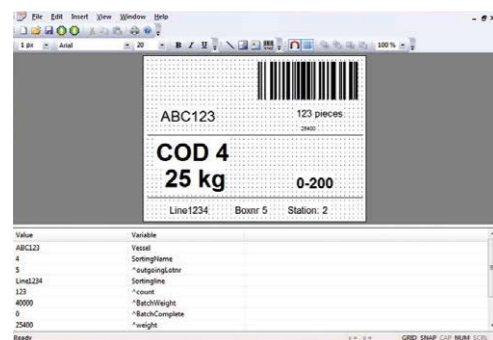 File Edit Insert View Window Help
1 px Arial 20 B I U 100 %
ABC123 123 pieces
25400
COD 4
25 kg 0-200
Line1234 Boxnr 5 Station: 2
Value Variable
ABC123 Vessel
4 SortingName
5 ^outgoingLotnr
Line1234 Sortingline
123 ^count
40000 ^BatchWeight
0 ^BatchComplete
25400 ^weight
Ready GRID SNAP CAP NUM SCRL